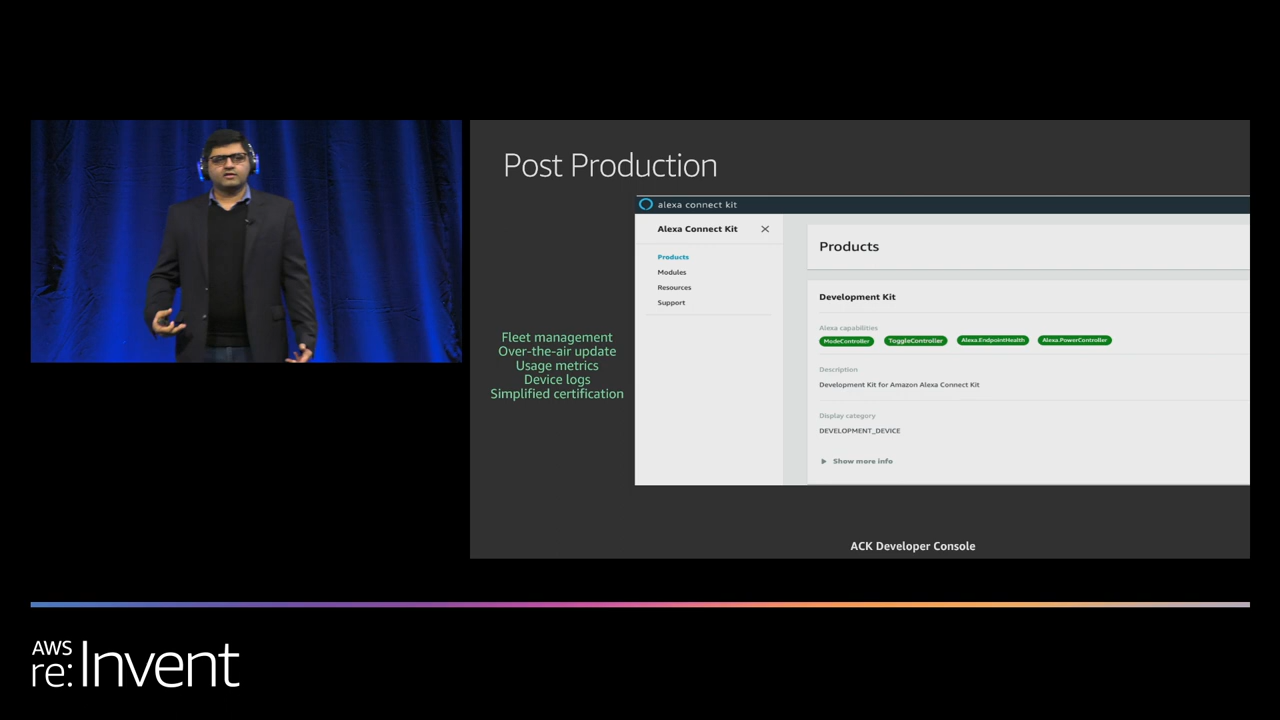 Post Production
alexa connect kit
Alexa Connect Kit
Products
Modules
Resources
Support
Products
Development Kit
Alexa capabilities
ModeController ToggleController Alexa.EndpointHealth Alexa.PowerController
Description
Development Kit for Amazon Alexa Connect Kit
Display category
DEVELOPMENT_DEVICE
Show more info
Fleet management
Over-the-air update
Usage metrics
Device logs
Simplified certification
ACK Developer Console
AWS
re:Invent